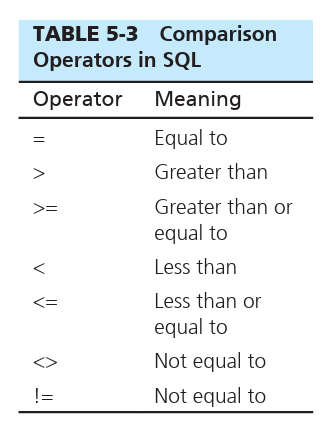 TABLE 5-3 Comparison
Operators in SQL
Operator Meaning
= Equal to
> Greater than
>= Greater than or
equal to
< Less than
<= Less than or
equal to
<> Not equal to
!= Not equal to